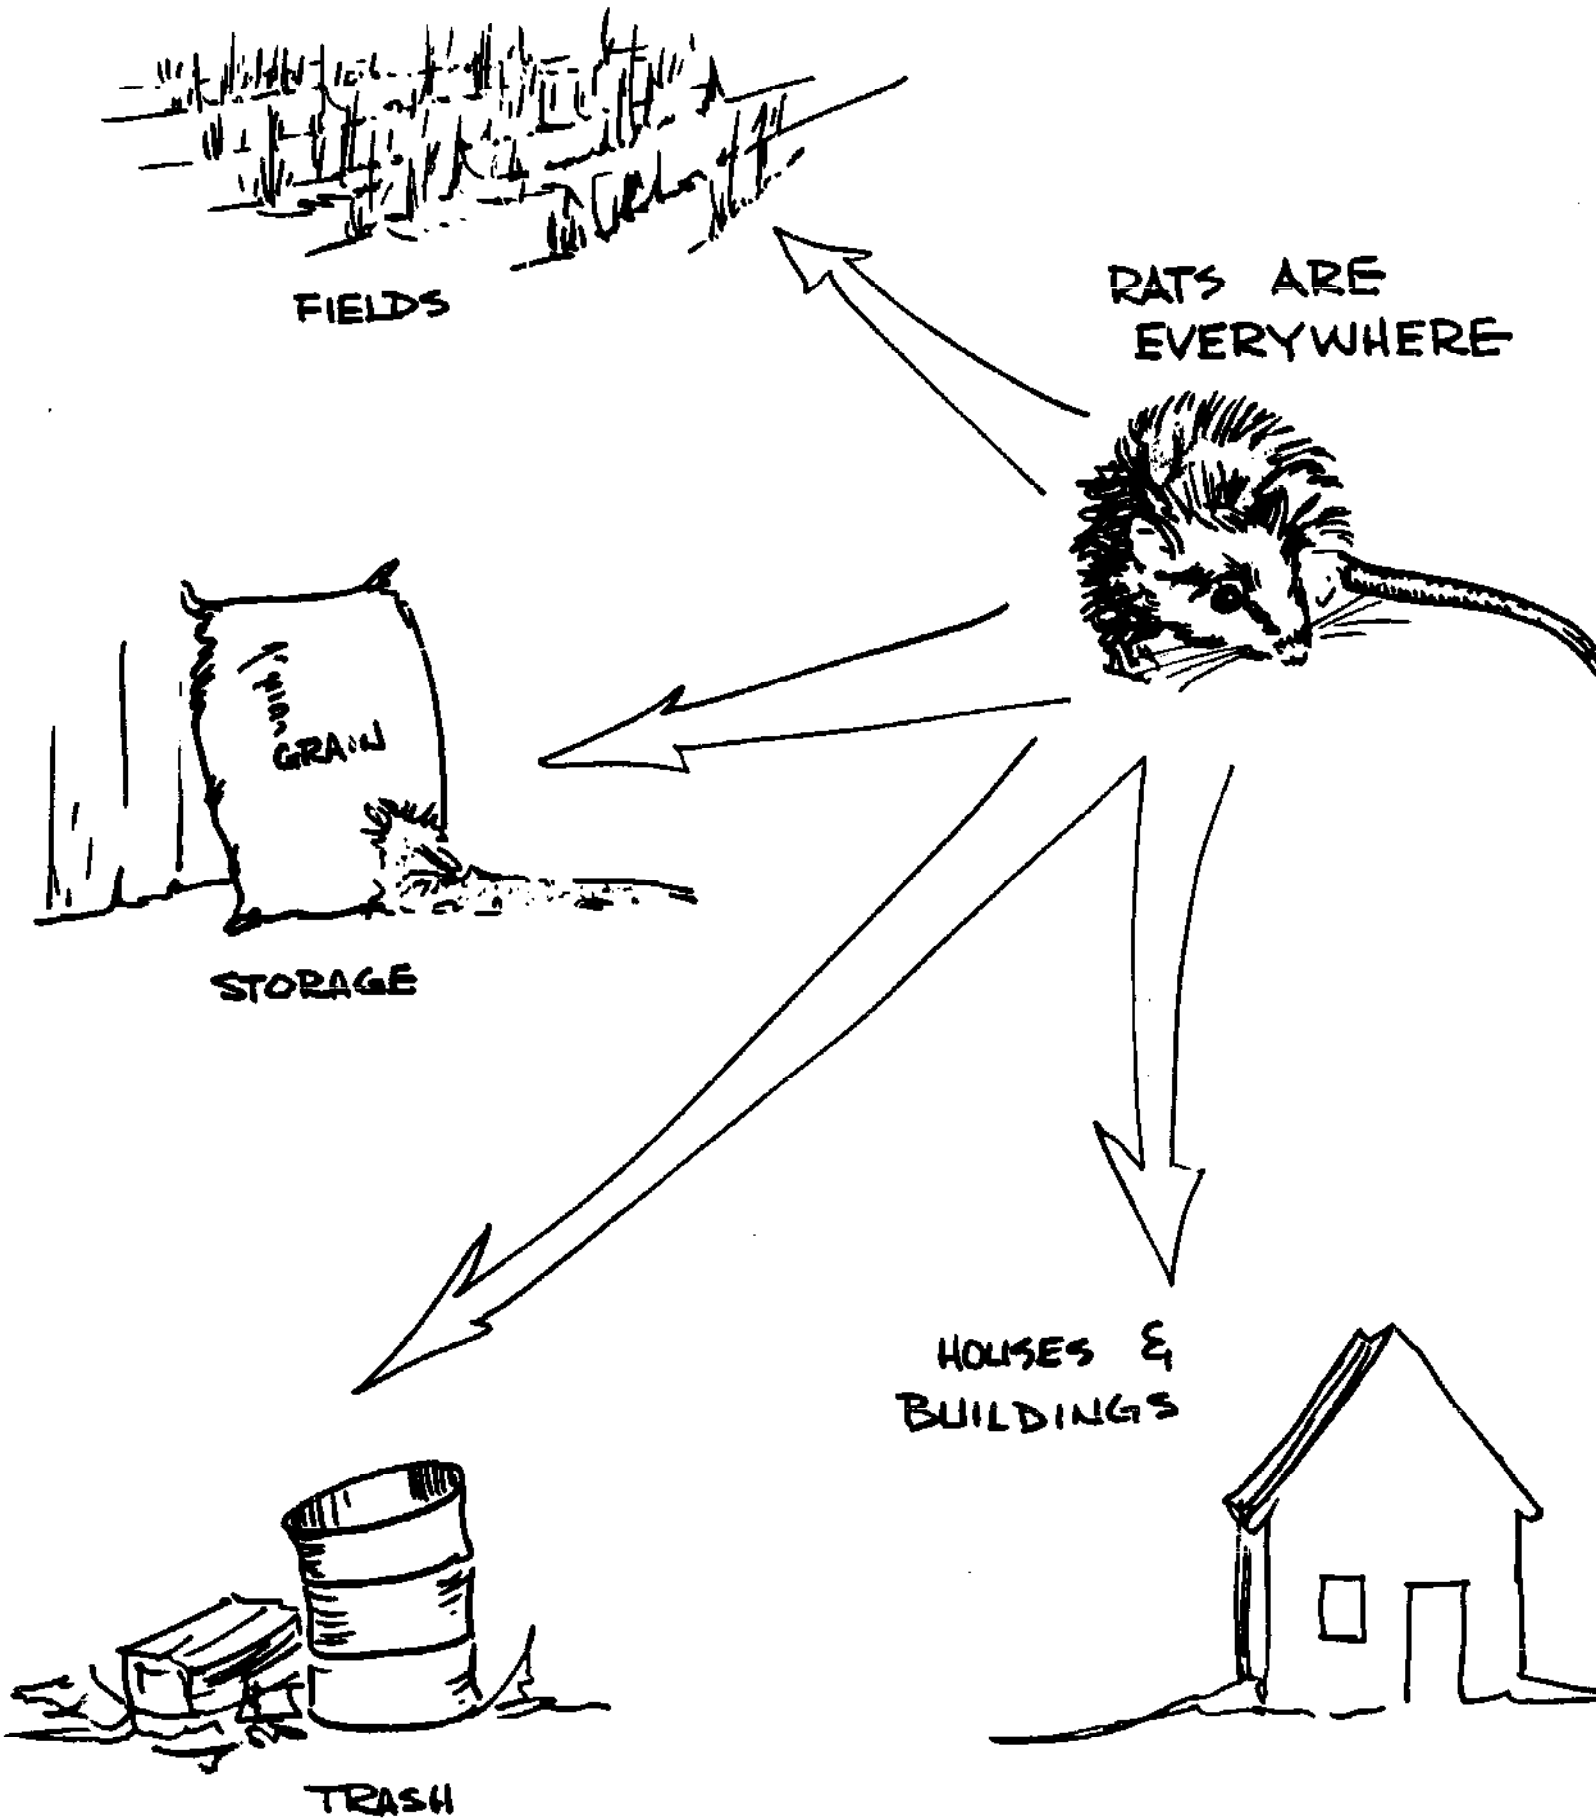 RATS ARE
EVERYWHERE
FIELDS
GRAIN
STORAGE
HOUSES &
BUILDINGS
TRASH